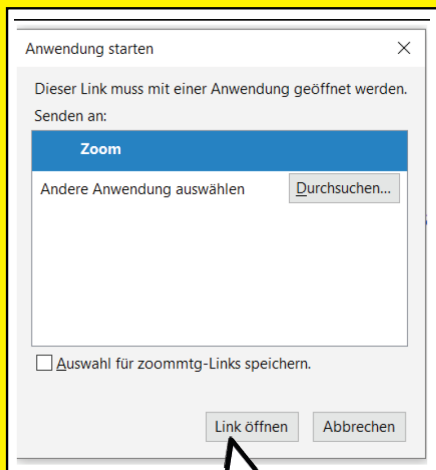 Anwendung starten
Dieser Link muss mit einer Anwendung geöffnet werden.
Senden an:
Zoom
Andere Anwendung auswählen Durchsuchen...
Auswahl für zoommtg-Links speichern.
Link öffnen Abbrechen